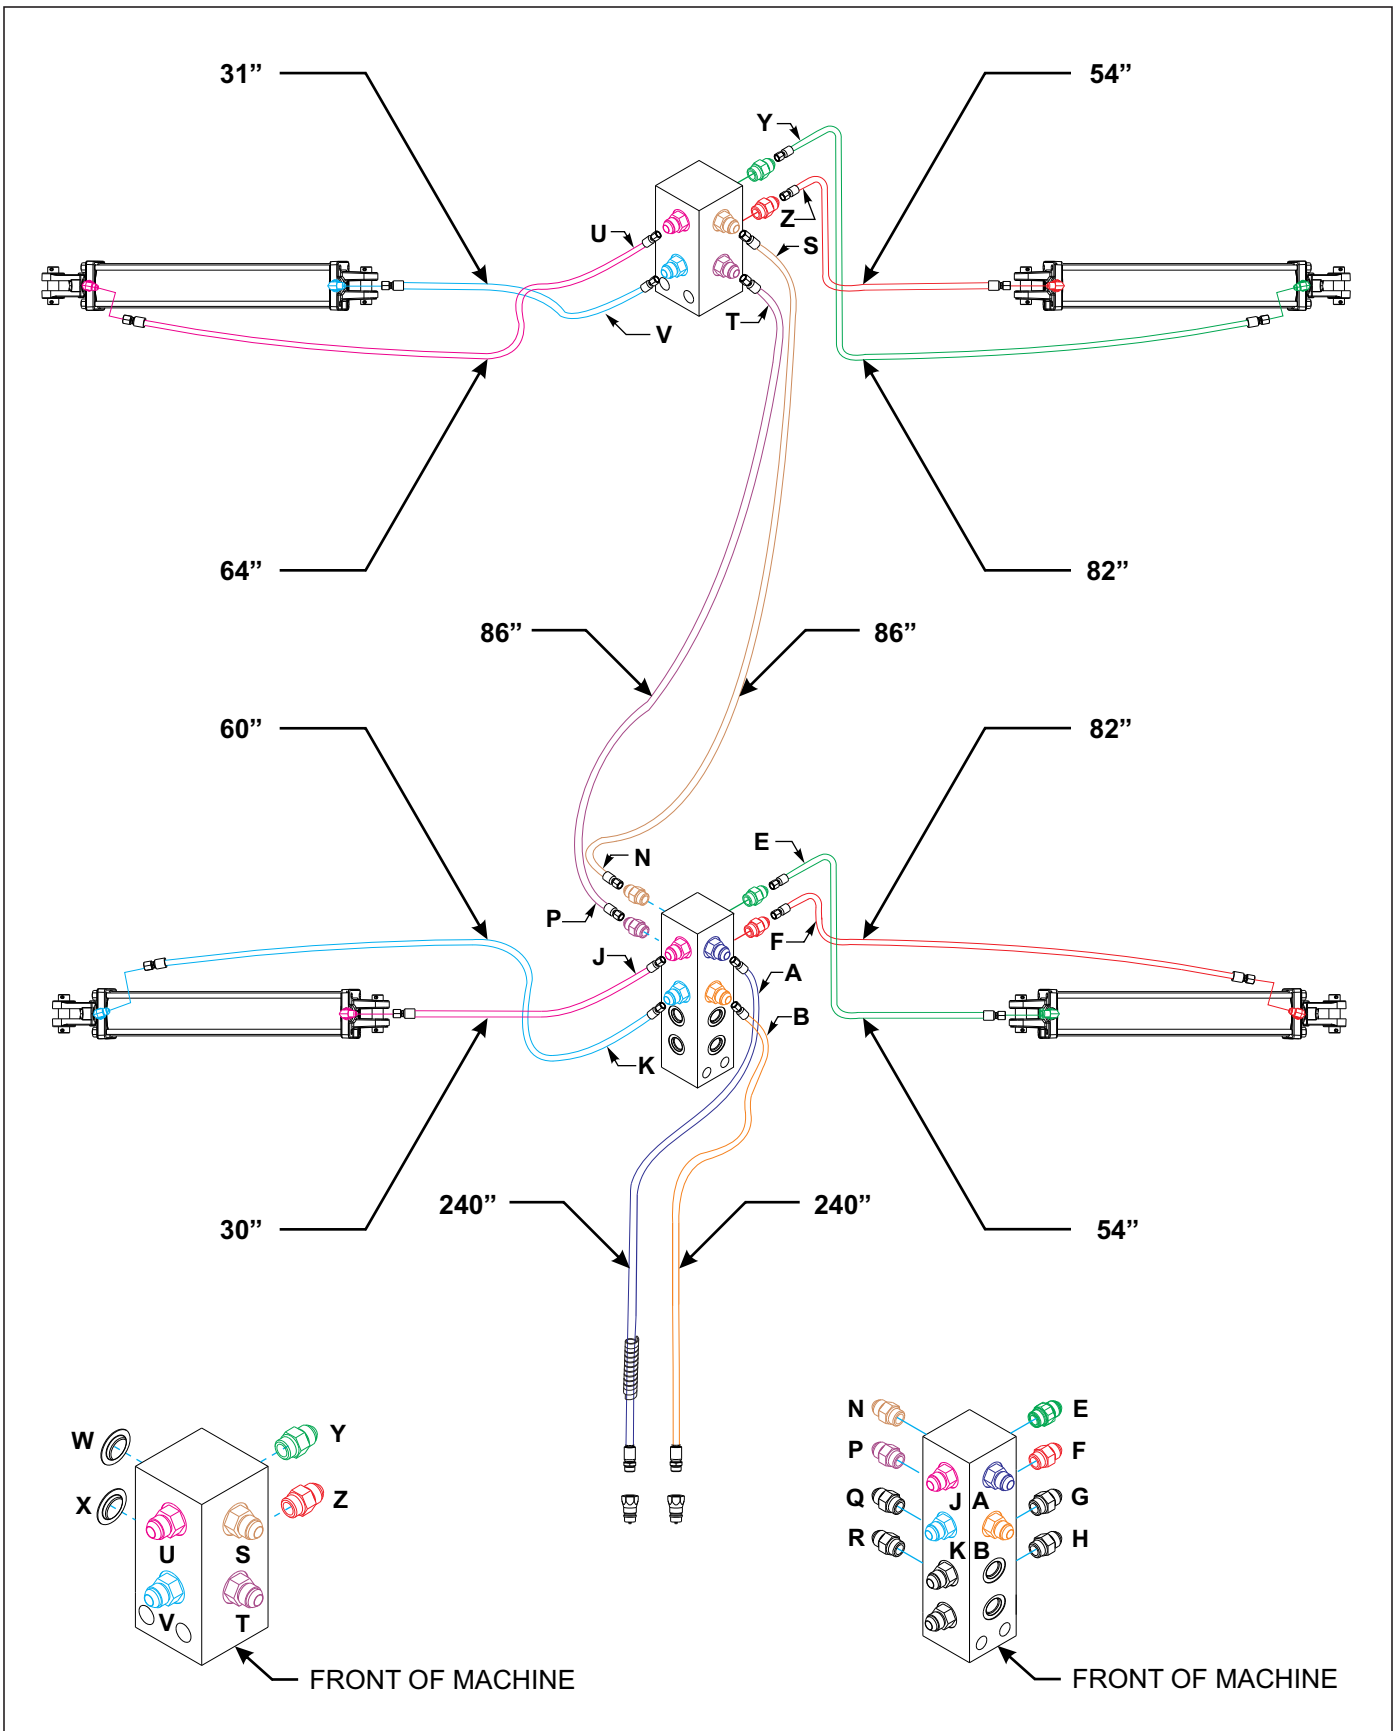 31”
54”
Y
Z
U
S
V
T
64”
82”
86”
86”
60”
82”
E
N
P
F
J
A
B
K
240”
240”
30”
54”
N
E
W
Y
P
F
X
Z
Q
J
A
G
R
K
B
H
U
S
V
T
FRONT OF MACHINE
FRONT OF MACHINE